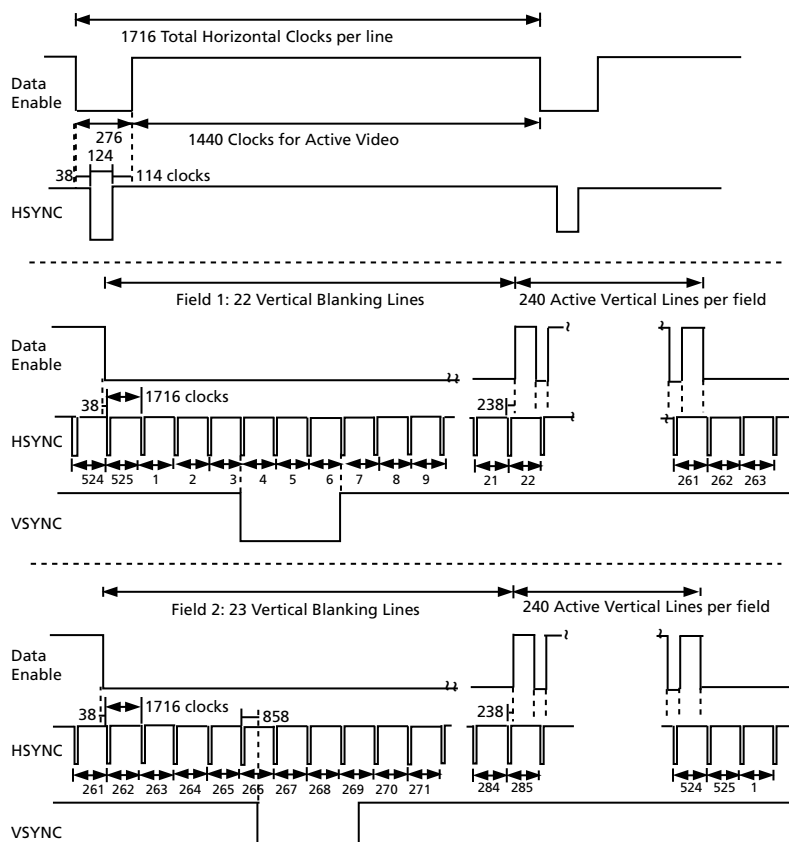 1716 Total Horizontal Clocks per line
Data
Enable
276
1440 Clocks for Active Video
124
38
114 clocks
HSYNC
Field 1: 22 Vertical Blanking Lines
240 Active Vertical Lines per field
Data
Enable
1716 clocks
38
238
HSYNC
524 525 1 2 3 4 5 6 7 8 9 21 22 261 262 263
VSYNC
Field 2: 23 Vertical Blanking Lines
240 Active Vertical Lines per field
Data
Enable
1716 clocks
38
858
238
HSYNC
261 262 263 264 265 266 267 268 269 270 271 284 285 524 525 1
VSYNC